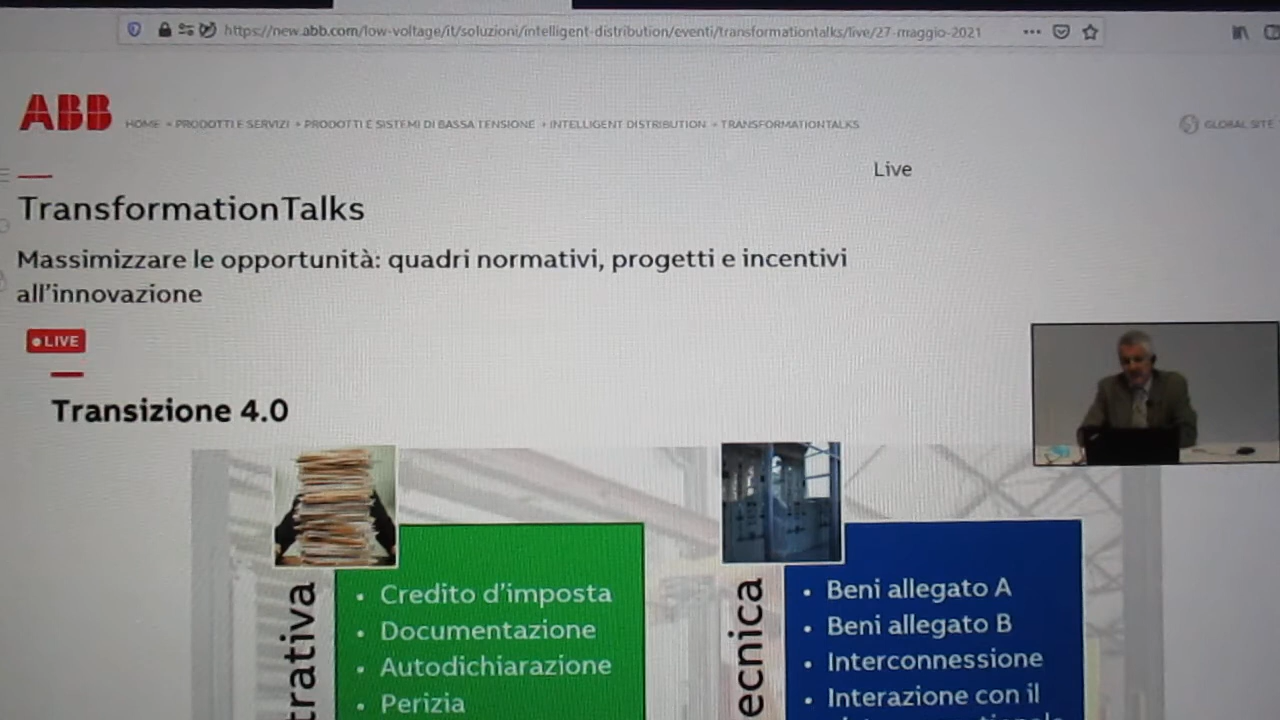 https://new.abb.com/low-voltage/it/soluzioni/intelligent-distribution/eventi/transformationtalks/live/27-maggio-2021
ABB
HOME
PRODOTTI E SERVIZI
PRODOTTI E SISTEMI DI BASSA TENSIONE
INTELLIGENT DISTRIBUTION
TRANSFORMATIONTALKS
GLOBAL SITE
Live
TransformationTalks
Massimizzare le opportunità: quadri normativi, progetti e incentivi
all'innovazione
LIVE
Transizione 4.0
trativa
• Credito d'imposta
• Documentazione
• Autodichiarazione
• Perizia
ecnica
• Beni allegato A
• Beni allegato B
• Interconnessione
• Interazione con il